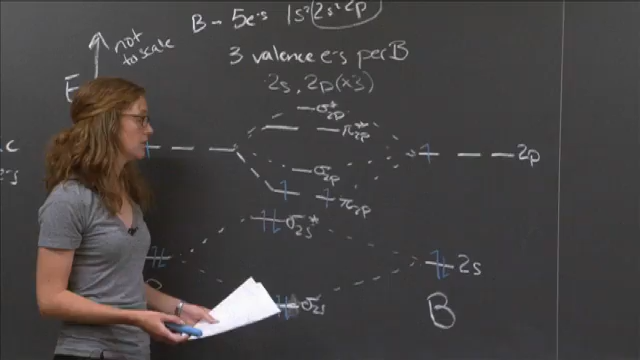 B - 5e⁻s 1s² 2s² 2p
not
to scale
3 valence e⁻s per B
E
2s, 2p(x3)
σ*2p
π*2p
2p
σ2p
π2p
σ2s*
2s
σ2s
B